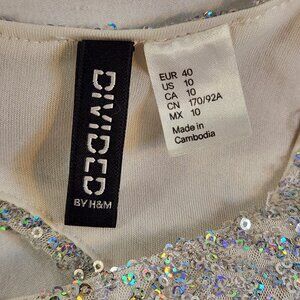 DIVIDED
BY H&M
EUR 40
US 10
CA 10
CN 170/92A
MX 10
Made in
Cambodia